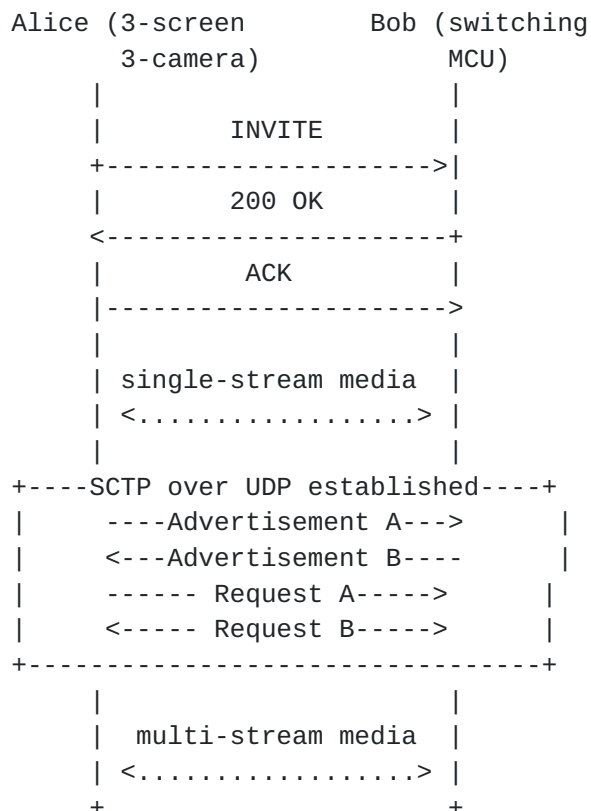 Alice (3-screen        Bob (switching
       3-camera)            MCU)
     |                       |
     |        INVITE         |
     +---------------------->|
     |        200 OK         |
     <----------------------+
     |         ACK           |
     |---------------------->
     |                       |
     | single-stream media  |
     | <..................> |
     |                       |
+----SCTP over UDP established----+
|     ----Advertisement A--->      |
|     <---Advertisement B----      |
|     ------ Request A----->      |
|     <----- Request B----->      |
+---------------------------------+
     |                       |
     |  multi-stream media  |
     | <..................> |
     +                       +